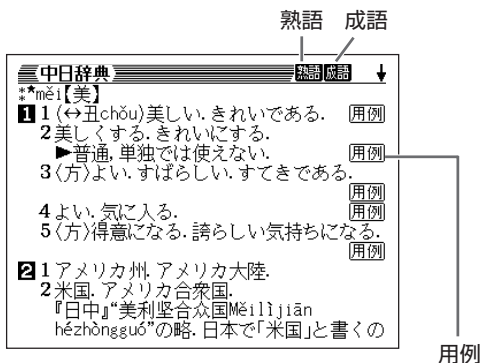 熟語 成語
中日辞典 熟語 成語
⁑*měi【美】
1 1 (↔丑chǒu)美しい. きれいである. 用例
2 美しくする. きれいにする.
▶普通, 単独では使えない. 用例
3 〈方〉よい. すばらしい. すてきである.
用例
4 よい. 気に入る. 用例
5 〈方〉得意になる. 誇らしい気持ちになる.
用例
2 1 アメリカ州. アメリカ大陸.
2 米国. アメリカ合衆国.
『日中』“美利坚合众国Měilìjiān
hézhòngguó”の略. 日本で「米国」と書くの
用例